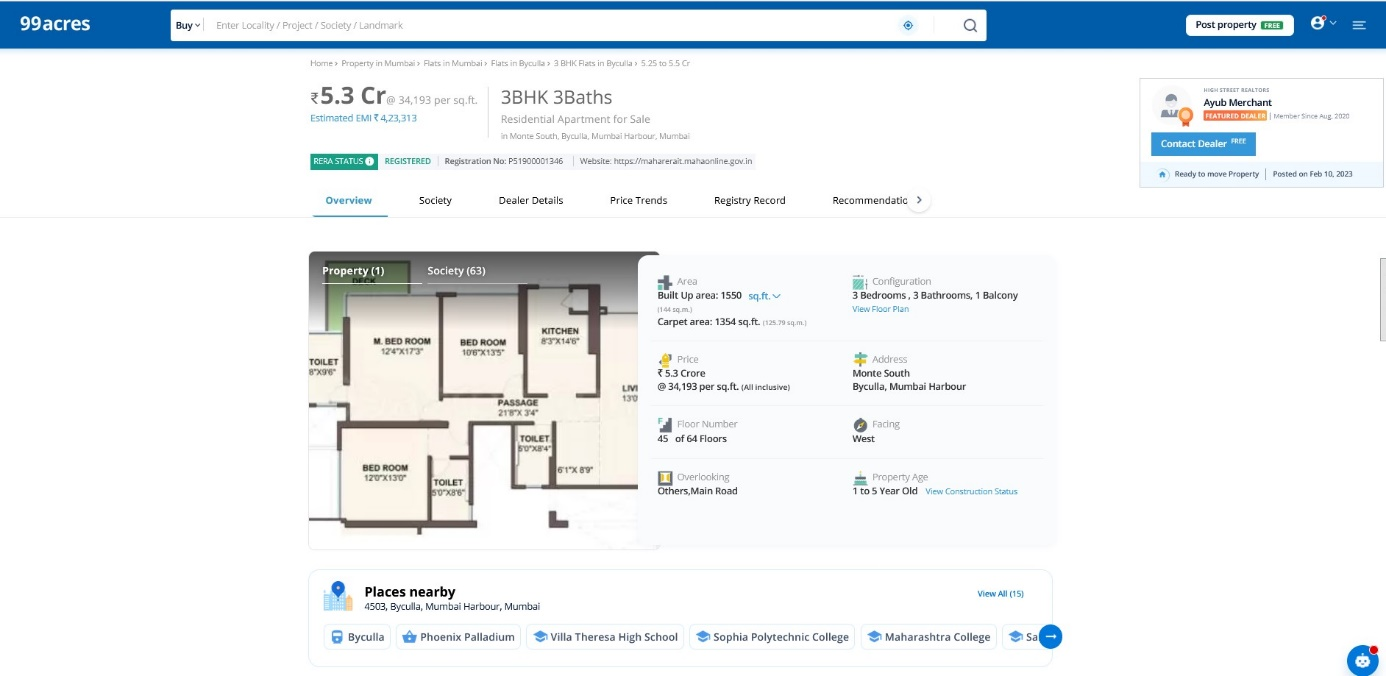 99acres
Buy
Enter Locality / Project / Society / Landmark
Post property FREE
Home > Property in Mumbai > Flats in Mumbai > Flats in Byculla > 3 BHK Flats in Byculla > 5.25 to 5.5 Cr
₹5.3 Cr @ 34,193 per sq.ft.
Estimated EMI ₹ 4,23,313
3BHK 3Baths
Residential Apartment for Sale
in Monte South, Byculla, Mumbai Harbour, Mumbai
HIGH STREET REALTORS
Ayub Merchant
FEATURED DEALER | Member Since Aug, 2020
Contact Dealer FREE
Ready to move Property | Posted on Feb 10, 2023
RERA STATUS i REGISTERED | Registration No: P51900001346 | Website: https://maharerait.mahaonline.gov.in
Overview
Society
Dealer Details
Price Trends
Registry Record
Recommendatio
Property (1)
Society (63)
DECK
M. BED ROOM
12'4"X17'3"
BED ROOM
10'6"X13'5"
KITCHEN
8'3"X14'6"
TOILET
8"X9'6"
LIVI
13'0
PASSAGE
21'8"X 3'4"
TOILET
5'0"X8'4"
BED ROOM
12'0"X13'0"
TOILET
5'0"X8'6"
6'1"X 8'9"
Area
Built Up area: 1550 sq.ft.
(144 sq.m.)
Carpet area: 1354 sq.ft. (125.79 sq.m.)
Configuration
3 Bedrooms , 3 Bathrooms, 1 Balcony
View Floor Plan
Price
₹ 5.3 Crore
@ 34,193 per sq.ft. (All inclusive)
Address
Monte South
Byculla, Mumbai Harbour
Floor Number
45 of 64 Floors
Facing
West
Overlooking
Others,Main Road
Property Age
1 to 5 Year Old View Construction Status
Places nearby
4503, Byculla, Mumbai Harbour, Mumbai
View All (15)
Byculla
Phoenix Palladium
Villa Theresa High School
Sophia Polytechnic College
Maharashtra College
Sa